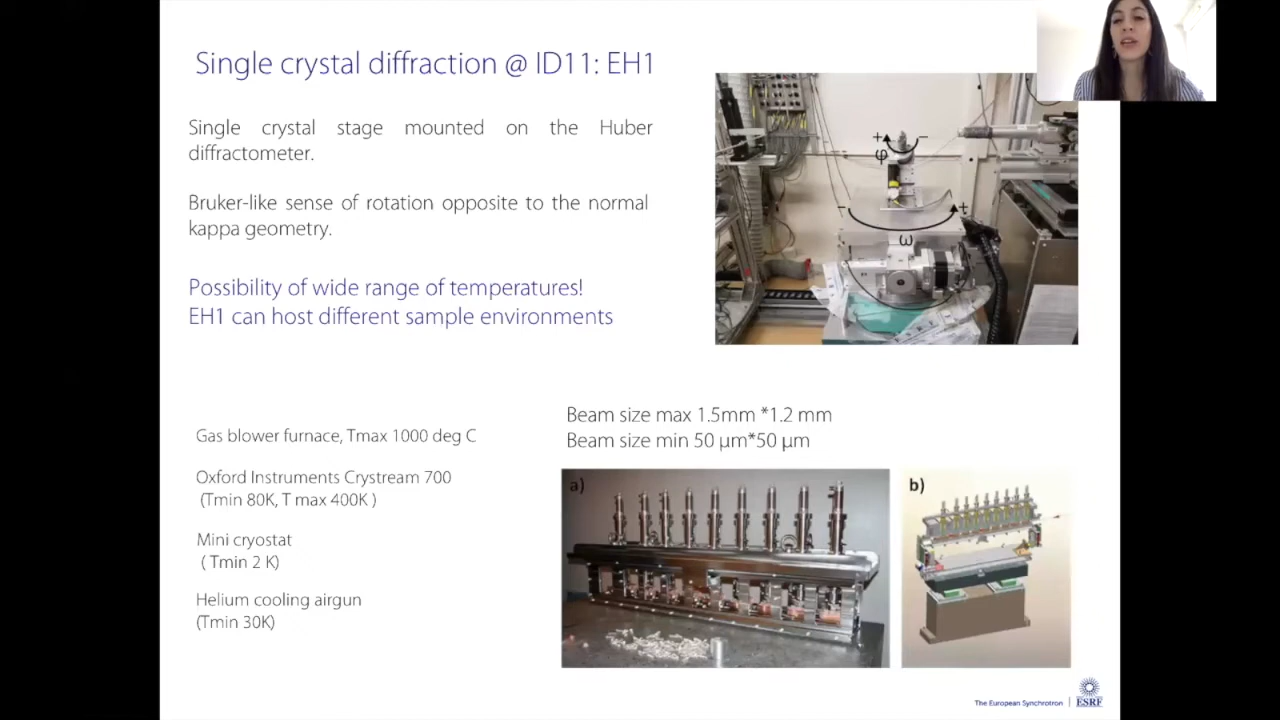 Single crystal diffraction @ ID11: EH1
Single crystal stage mounted on the Huber
diffractometer.
Bruker-like sense of rotation opposite to the normal
kappa geometry.
Possibility of wide range of temperatures!
EH1 can host different sample environments
+ −
φ
− +
ω
Gas blower furnace, Tmax 1000 deg C
Oxford Instruments Crystream 700
(Tmin 80K, T max 400K )
Mini cryostat
( Tmin 2 K)
Helium cooling airgun
(Tmin 30K)
Beam size max 1.5mm *1.2 mm
Beam size min 50 µm*50 µm
a)
b)
The European Synchrotron | ESRF